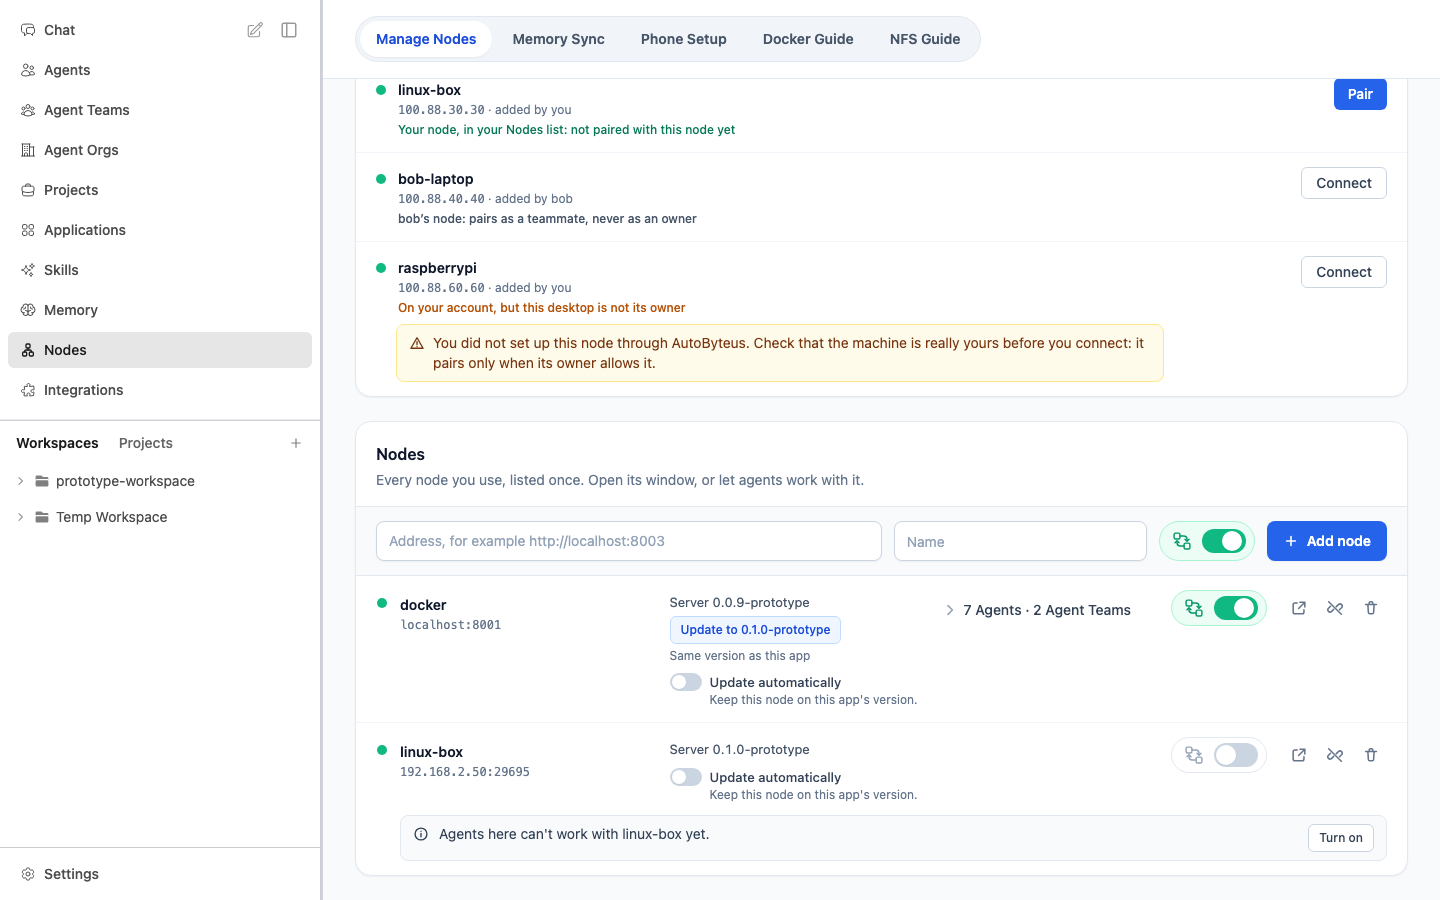 Chat
Agents
Agent Teams
Agent Orgs
Projects
Applications
Skills
Memory
Nodes
Integrations
Workspaces
Projects
prototype-workspace
Temp Workspace
Settings
Manage Nodes
Memory Sync
Phone Setup
Docker Guide
NFS Guide
linux-box
100.88.30.30 · added by you
Your node, in your Nodes list: not paired with this node yet
Pair
bob-laptop
100.88.40.40 · added by bob
bob’s node: pairs as a teammate, never as an owner
Connect
raspberrypi
100.88.60.60 · added by you
On your account, but this desktop is not its owner
Connect
You did not set up this node through AutoByteus. Check that the machine is really yours before you connect: it
pairs only when its owner allows it.
Nodes
Every node you use, listed once. Open its window, or let agents work with it.
Address, for example http://localhost:8003
Name
Add node
docker
localhost:8001
Server 0.0.9-prototype
Update to 0.1.0-prototype
Same version as this app
Update automatically
Keep this node on this app's version.
7 Agents · 2 Agent Teams
linux-box
192.168.2.50:29695
Server 0.1.0-prototype
Update automatically
Keep this node on this app's version.
Agents here can't work with linux-box yet.
Turn on